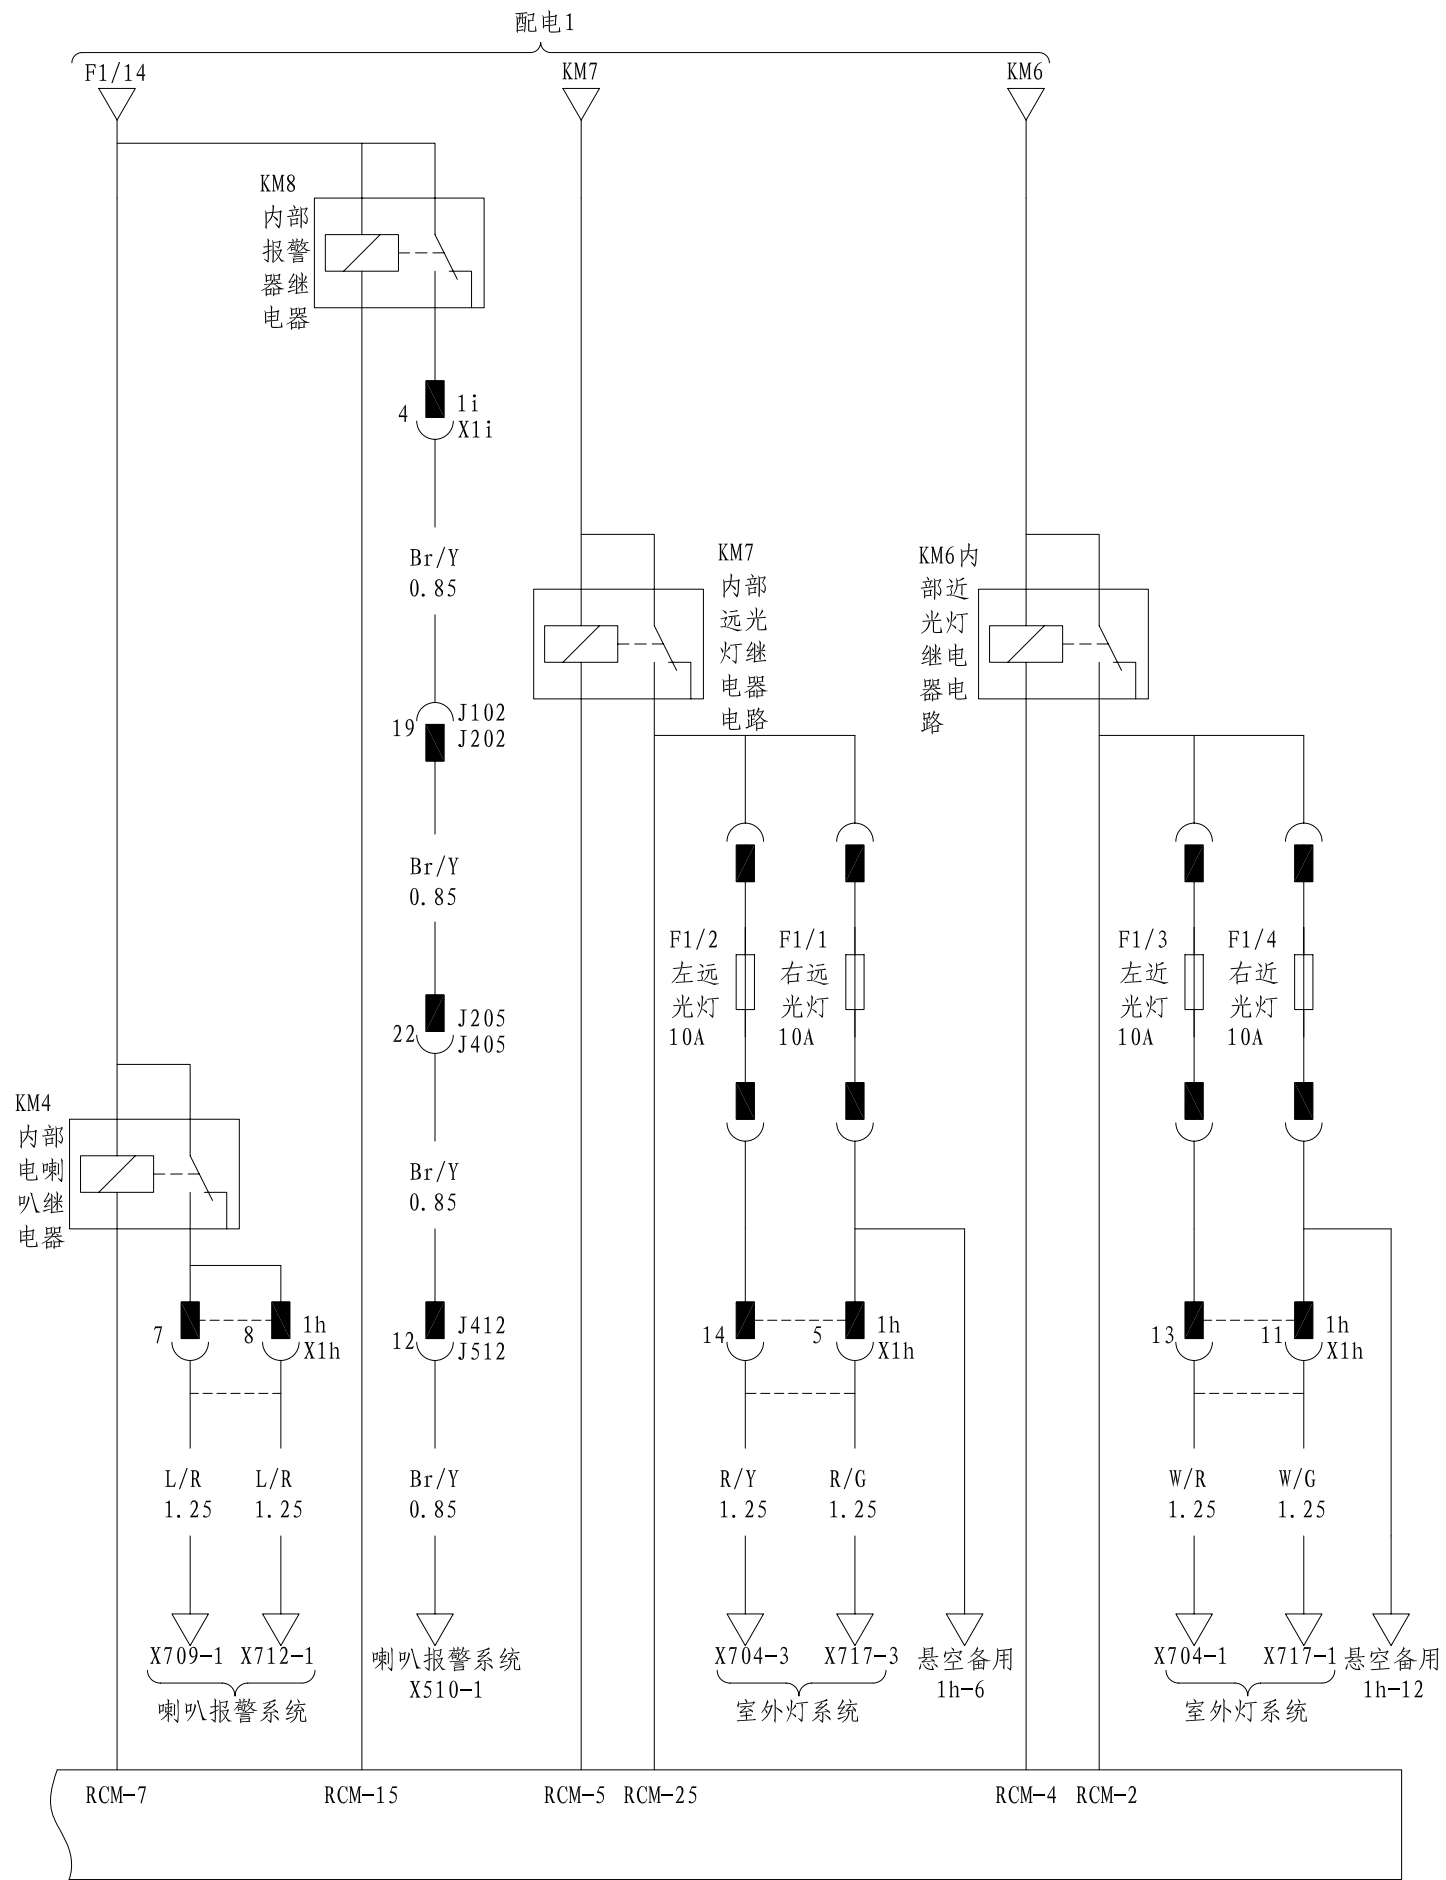 配电1
F1/14
KM7
KM6
KM8
内部
报警
器继
电器
4
1i
X1i
Br/Y
0.85
KM7
内部
远光
灯继
电器
电路
KM6内
部近
光灯
继电
器电
路
19
J102
J202
Br/Y
0.85
F1/2
左远
光灯
10A
F1/1
右远
光灯
10A
F1/3
左近
光灯
10A
F1/4
右近
光灯
10A
22
J205
J405
KM4
内部
电喇
叭继
电器
Br/Y
0.85
7
8
1h
X1h
12
J412
J512
14
5
1h
X1h
13
11
1h
X1h
L/R
1.25
L/R
1.25
Br/Y
0.85
R/Y
1.25
R/G
1.25
W/R
1.25
W/G
1.25
X709-1
X712-1
喇叭报警系统
喇叭报警系统
X510-1
X704-3
X717-3
室外灯系统
悬空备用
1h-6
X704-1
X717-1
室外灯系统
悬空备用
1h-12
RCM-7
RCM-15
RCM-5
RCM-25
RCM-4
RCM-2